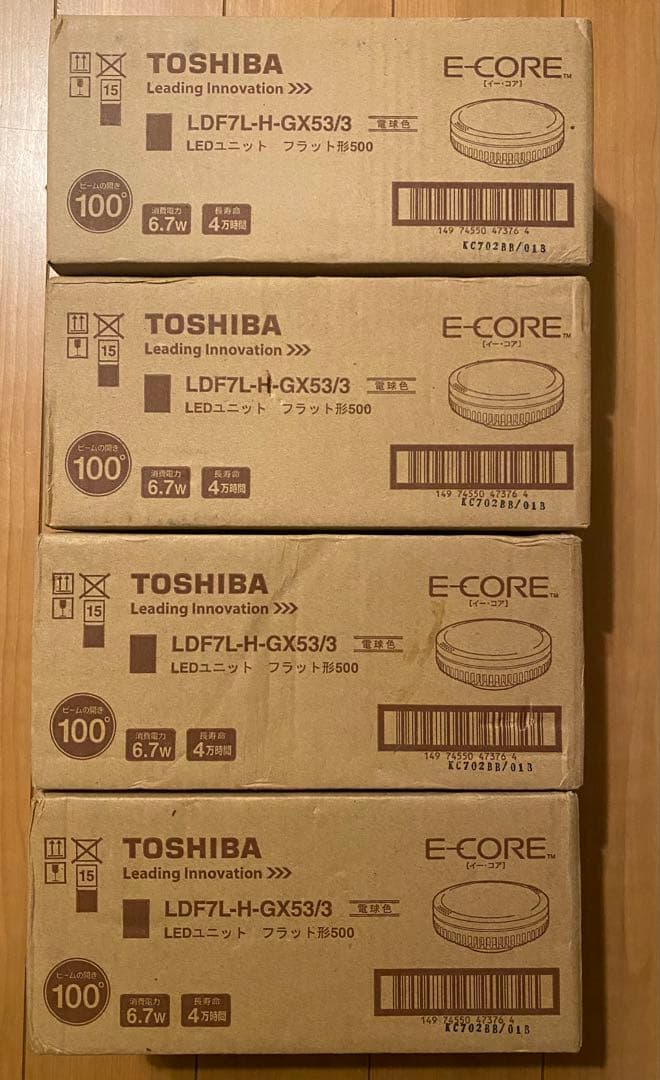 TOSHIBA
Leading Innovation >>>
E-CORE™
[イー・コア]
15
LDF7L-H-GX53/3 電球色
LEDユニット フラット形500
ビームの開き
100°
消費電力
6.7W
長寿命
4万時間
149 74550 47376 4
KC702BB/01B
TOSHIBA
Leading Innovation >>>
E-CORE™
[イー・コア]
15
LDF7L-H-GX53/3 電球色
LEDユニット フラット形500
ビームの開き
100°
消費電力
6.7W
長寿命
4万時間
149 74550 47376 4
KC702BB/01B
TOSHIBA
Leading Innovation >>>
E-CORE™
[イー・コア]
15
LDF7L-H-GX53/3 電球色
LEDユニット フラット形500
ビームの開き
100°
消費電力
6.7W
長寿命
4万時間
149 74550 47376 4
KC702BB/01B
TOSHIBA
Leading Innovation >>>
E-CORE™
[イー・コア]
15
LDF7L-H-GX53/3 電球色
LEDユニット フラット形500
ビームの開き
100°
消費電力
6.7W
長寿命
4万時間
149 74550 47376 4
KC702BB/01B